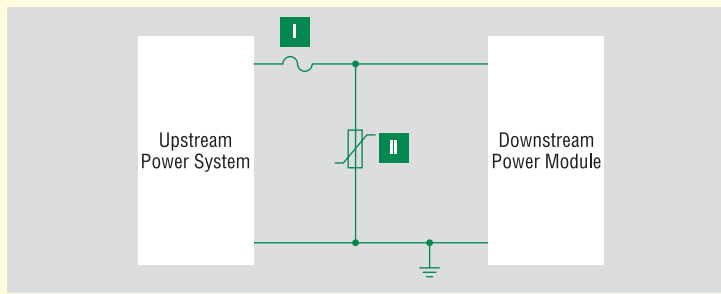 I
Upstream
Power System
II
Downstream
Power Module